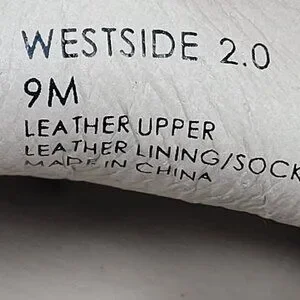 WESTSIDE 2.0
9M
LEATHER UPPER
LEATHER LINING/SOCK
MADE IN CHINA